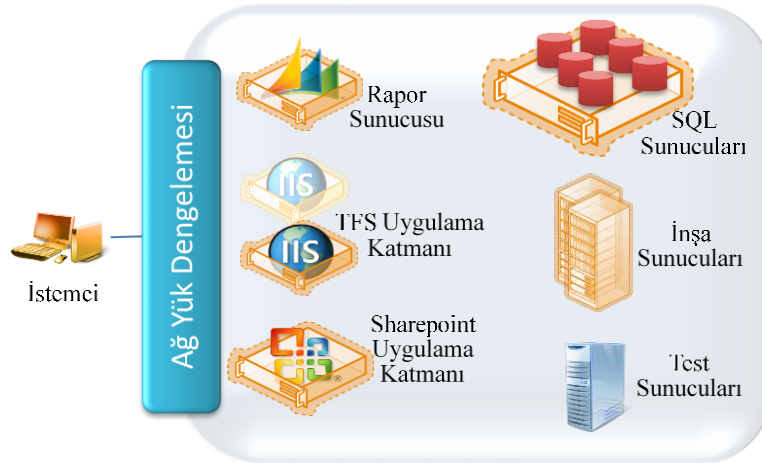 İstemci
Ağ Yük Dengelemesi
Rapor
Sunucusu
IIS
IIS
TFS Uygulama
Katmanı
Sharepoint
Uygulama
Katmanı
®
SQL
Sunucuları
İnşa
Sunucuları
Test
Sunucuları